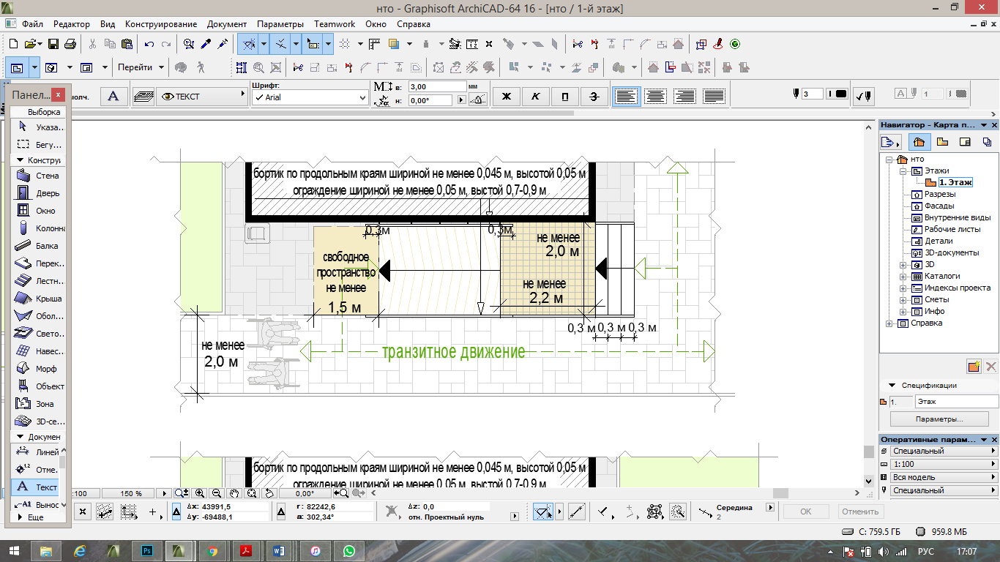 нто - Graphisoft ArchiCAD-64 16 - [нто / 1-й этаж]
Файл Редактор Вид Конструирование Документ Параметры Teamwork Окно Справка
Перейти
Панел...
молч.
ТЕКСТ
Шрифт:
Arial
в: 3,00 мм
н: 0,00°
Ж К П З
3
1
Выборка
Указа...
Бегу...
Констру
Стена
Дверь
Окно
Колонн
Балка
Перек...
Лестн...
Крыша
Обол...
Свето...
Навес...
Морф
Объект
Зона
3D-се...
Докумен
Линей
Отме.
Текст
Вынос
Еще
бортик по продольным краям шириной не менее 0,045 м, высотой 0,05 м
ограждение шириной не менее 0,05 м, выстой 0,7-0,9 м
0,3м
0,3м
не менее
2,0 м
свободное
пространство
не менее
1,5 м
не менее
2,2 м
0,3 м 0,3 м 0,3 м
не менее
2,0 м
транзитное движение
бортик по продольным краям шириной не менее 0,045 м, высотой 0,05 м
ограждение шириной не менее 0,05 м, выстой 0,7-0,9 м
Навигатор - Карта п...
нто
Этажи
1. Этаж
Разрезы
Фасады
Внутренние виды
Рабочие листы
Детали
3D-документы
3D
Каталоги
Индексы проекта
Сметы
Инфо
Справка
Спецификации
1. Этаж
Параметры...
Оперативные парам...
Специальный
1:100
Вся модель
Специальный
:100 150 % 0,00°
Δx: 43991,5
Δy: -69488,1
r: 82242,6
a: 302,34°
Δz: 0,0
отн. Проектный нуль
Середина
2
ОК Отменить
C: 759.5 ГБ 959.8 МБ
РУС 17:07